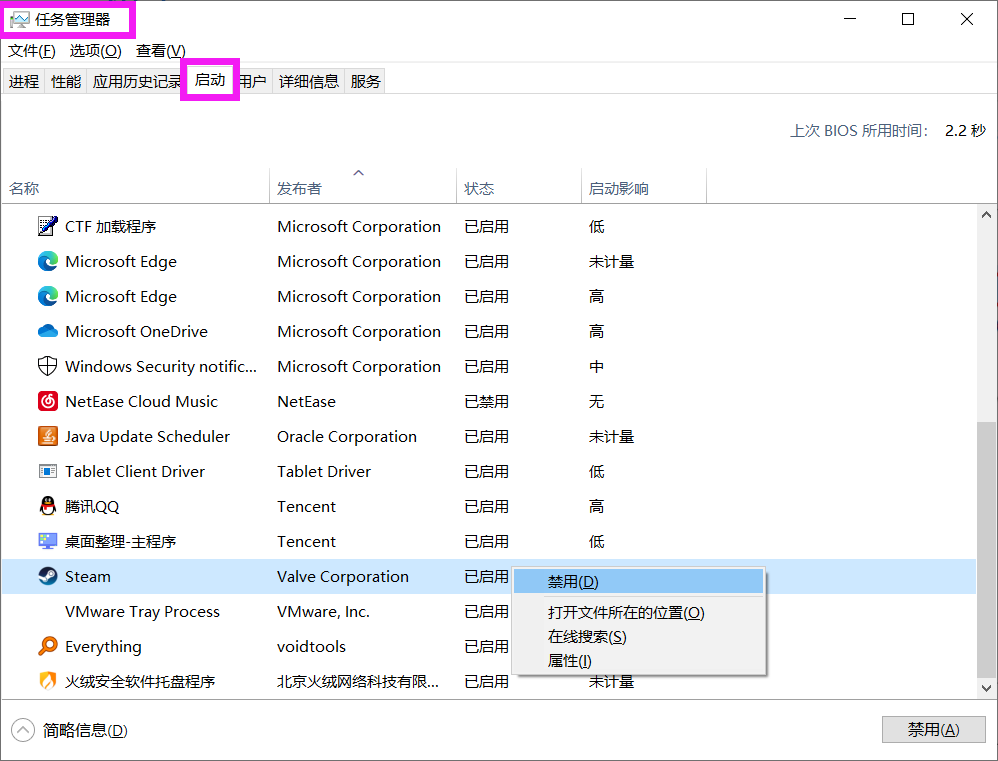 任务管理器
文件(F) 选项(O) 查看(V)
进程 性能 应用历史记录 启动 用户 详细信息 服务
上次 BIOS 所用时间: 2.2 秒
名称 发布者 状态 启动影响
CTF 加载程序 Microsoft Corporation 已启用 低
Microsoft Edge Microsoft Corporation 已启用 未计量
Microsoft Edge Microsoft Corporation 已启用 高
Microsoft OneDrive Microsoft Corporation 已启用 高
Windows Security notific... Microsoft Corporation 已启用 中
NetEase Cloud Music NetEase 已禁用 无
Java Update Scheduler Oracle Corporation 已启用 未计量
Tablet Client Driver Tablet Driver 已启用 低
腾讯QQ Tencent 已启用 高
桌面整理-主程序 Tencent 已启用 低
Steam Valve Corporation 已启用
禁用(D)
VMware Tray Process VMware, Inc. 已启用
打开文件所在的位置(O)
在线搜索(S)
Everything voidtools 已启用
属性(I)
火绒安全软件托盘程序 北京火绒网络科技有限... 已启用 未计量
简略信息(D)
禁用(A)